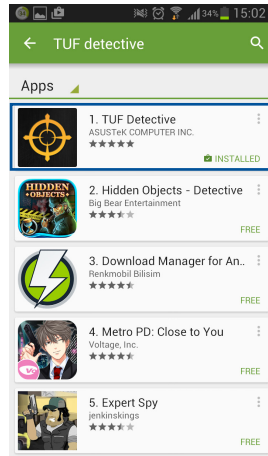 34% 15:02
TUF detective
Apps
1. TUF Detective
ASUSTeK COMPUTER INC.
INSTALLED
HIDDEN
OBJECTS
2. Hidden Objects - Detective
Big Bear Entertainment
FREE
3. Download Manager for An..
Renkmobil Bilisim
FREE
4. Metro PD: Close to You
Voltage, Inc.
FREE
5. Expert Spy
jenkinskings
FREE